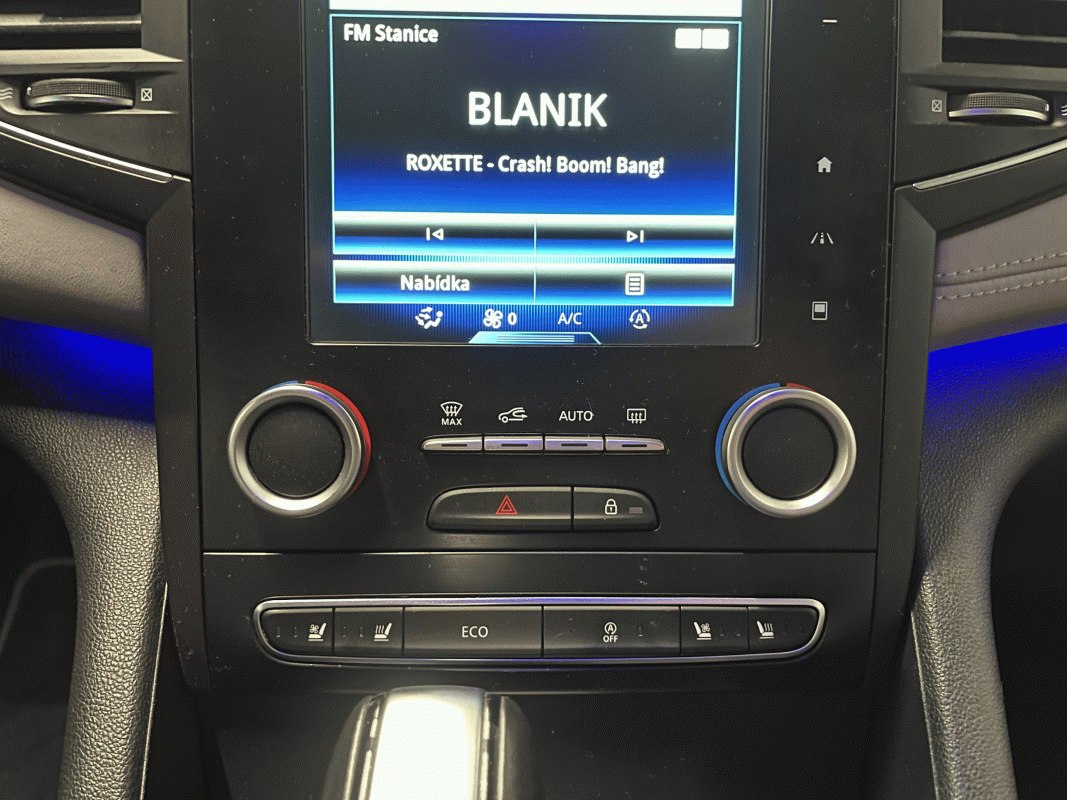 FM Stanice
BLANIK
ROXETTE - Crash! Boom! Bang!
Nabídka
0
A/C
A
MAX
AUTO
ECO
A
OFF